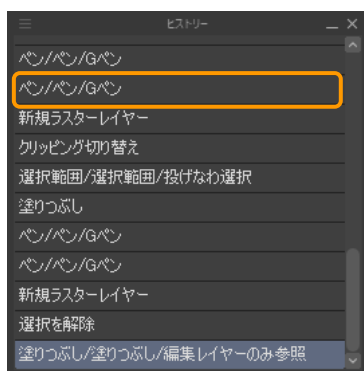 ヒストリー
ペン/ペン/Gペン
ペン/ペン/Gペン
新規ラスターレイヤー
クリッピング切り替え
選択範囲/選択範囲/投げなわ選択
塗りつぶし
ペン/ペン/Gペン
ペン/ペン/Gペン
新規ラスターレイヤー
選択を解除
塗りつぶし/塗りつぶし/編集レイヤーのみ参照